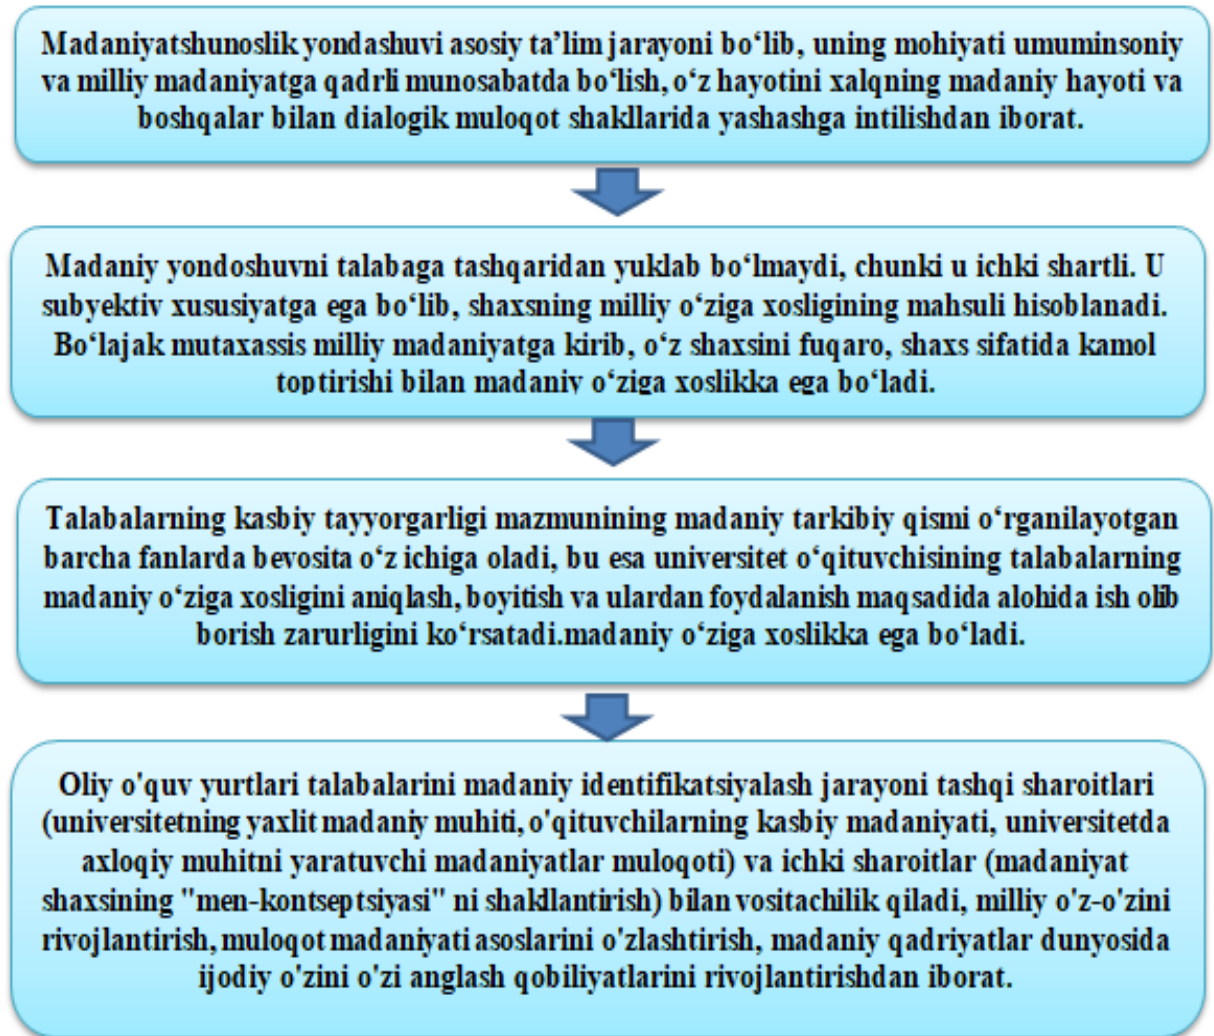 Madaniyatshunoslik yondashuvi asosiy ta’lim jarayoni bo‘lib, uning mohiyati umuminsoniy
va milliy madaniyatga qadrli munosabatda bo‘lish, o‘z hayotini xalqning madaniy hayoti va
boshqalar bilan dialogik muloqot shakllarida yashashga intilishdan iborat.
Madaniy yondoshuvni talabaga tashqaridan yuklab bo‘lmaydi, chunki u ichki shartli. U
subyektiv xususiyatga ega bo‘lib, shaxsning milliy o‘ziga xosligining mahsuli hisoblanadi.
Bo‘lajak mutaxassis milliy madaniyatga kirib, o‘z shaxsini fuqaro, shaxs sifatida kamol
toptirishi bilan madaniy o‘ziga xoslikka ega bo‘ladi.
Talabalarning kasbiy tayyorgarligi mazmunining madaniy tarkibiy qismi o‘rganilayotgan
barcha fanlarda bevosita o‘z ichiga oladi, bu esa universitet o‘qituvchisining talabalarning
madaniy o‘ziga xosligini aniqlash, boyitish va ulardan foydalanish maqsadida alohida ish olib
borish zarurligini ko‘rsatadi.madaniy o‘ziga xoslikka ega bo‘ladi.
Oliy o'quv yurtlari talabalarini madaniy identifikatsiyalash jarayoni tashqi sharoitlari
(universitetning yaxlit madaniy muhiti, o'qituvchilarning kasbiy madaniyati, universitetda
axloqiy muhitni yaratuvchi madaniyatlar muloqoti) va ichki sharoitlar (madaniyat
shaxsining "men-kontseptsiyasi" ni shakllantirish) bilan vositachilik qiladi, milliy o'z-o'zini
rivojlantirish, muloqot madaniyati asoslarini o'zlashtirish, madaniy qadriyatlar dunyosida
ijodiy o'zini o'zi anglash qobiliyatlarini rivojlantirishdan iborat.